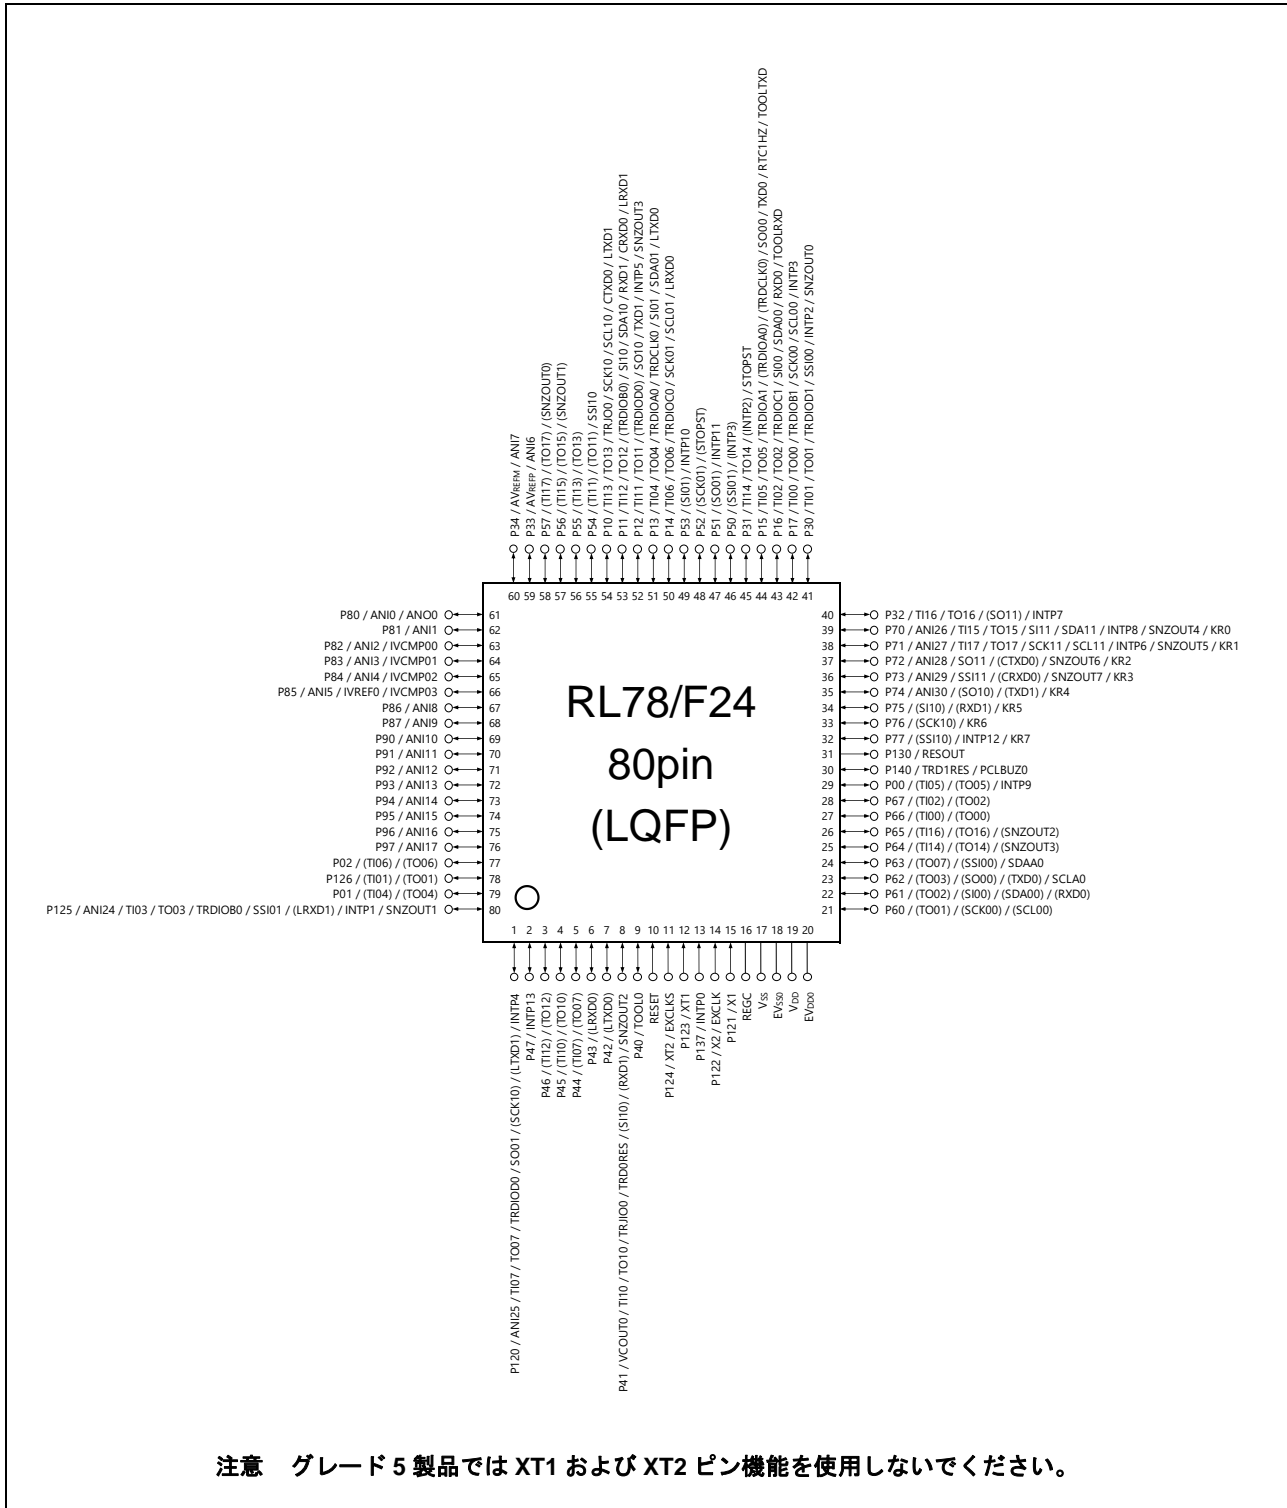 P34 / AVREFM / ANI7
P33 / AVREFP / ANI6
P57 / (TI17) / (TO17) / (SNZOUT0)
P56 / (TI15) / (TO15) / (SNZOUT1)
P55 / (TI13) / (TO13)
P54 / (TI11) / (TO11) / SSI10
P10 / TI13 / TO13 / TRJO0 / SCK10 / SCL10 / CTXD0 / LTXD1
P11 / TI12 / TO12 / (TRDIOB0) / SI10 / SDA10 / RXD1 / CRXD0 / LRXD1
P12 / TI11 / TO11 / (TRDIOD0) / SO10 / TXD1 / INTP5 / SNZOUT3
P13 / TI04 / TO04 / TRDIOA0 / TRDCLK0 / SI01 / SDA01 / LTXD0
P14 / TI06 / TO06 / TRDIOC0 / SCK01 / SCL01 / LRXD0
P53 / (SI01) / INTP10
P52 / (SCK01) / (STOPST)
P51 / (SO01) / INTP11
P50 / (SSI01) / (INTP3)
P31 / TI14 / TO14 / (INTP2) / STOPST
P15 / TI05 / TO05 / TRDIOA1 / (TRDIOA0) / (TRDCLK0) / SO00 / TXD0 / RTC1HZ / TOOLTXD
P16 / TI02 / TO02 / TRDIOC1 / SI00 / SDA00 / RXD0 / TOOLRXD
P17 / TI00 / TO00 / TRDIOB1 / SCK00 / SCL00 / INTP3
P30 / TI01 / TO01 / TRDIOD1 / SSI00 / INTP2 / SNZOUT0
60 59 58 57 56 55 54 53 52 51 50 49 48 47 46 45 44 43 42 41
P80 / ANI0 / ANO0 61
P81 / ANI1 62
P82 / ANI2 / IVCMP00 63
P83 / ANI3 / IVCMP01 64
P84 / ANI4 / IVCMP02 65
P85 / ANI5 / IVREF0 / IVCMP03 66
P86 / ANI8 67
P87 / ANI9 68
P90 / ANI10 69
P91 / ANI11 70
P92 / ANI12 71
P93 / ANI13 72
P94 / ANI14 73
P95 / ANI15 74
P96 / ANI16 75
P97 / ANI17 76
P02 / (TI06) / (TO06) 77
P126 / (TI01) / (TO01) 78
P01 / (TI04) / (TO04) 79
P125 / ANI24 / TI03 / TO03 / TRDIOB0 / SSI01 / (LRXD1) / INTP1 / SNZOUT1 80
RL78/F24
80pin
(LQFP)
40 P32 / TI16 / TO16 / (SO11) / INTP7
39 P70 / ANI26 / TI15 / TO15 / SI11 / SDA11 / INTP8 / SNZOUT4 / KR0
38 P71 / ANI27 / TI17 / TO17 / SCK11 / SCL11 / INTP6 / SNZOUT5 / KR1
37 P72 / ANI28 / SO11 / (CTXD0) / SNZOUT6 / KR2
36 P73 / ANI29 / SSI11 / (CRXD0) / SNZOUT7 / KR3
35 P74 / ANI30 / (SO10) / (TXD1) / KR4
34 P75 / (SI10) / (RXD1) / KR5
33 P76 / (SCK10) / KR6
32 P77 / (SSI10) / INTP12 / KR7
31 P130 / RESOUT
30 P140 / TRD1RES / PCLBUZ0
29 P00 / (TI05) / (TO05) / INTP9
28 P67 / (TI02) / (TO02)
27 P66 / (TI00) / (TO00)
26 P65 / (TI16) / (TO16) / (SNZOUT2)
25 P64 / (TI14) / (TO14) / (SNZOUT3)
24 P63 / (TO07) / (SSI00) / SDAA0
23 P62 / (TO03) / (SO00) / (TXD0) / SCLA0
22 P61 / (TO02) / (SI00) / (SDA00) / (RXD0)
21 P60 / (TO01) / (SCK00) / (SCL00)
1 2 3 4 5 6 7 8 9 10 11 12 13 14 15 16 17 18 19 20
P120 / ANI25 / TI07 / TO07 / TRDIOD0 / SO01 / (SCK10) / (LTXD1) / INTP4
P47 / INTP13
P46 / (TI12) / (TO12)
P45 / (TI10) / (TO10)
P44 / (TI07) / (TO07)
P43 / (LRXD0)
P42 / (LTXD0)
P41 / VCOUT0 / TI10 / TO10 / TRJIO0 / TRD0RES / (SI10) / (RXD1) / SNZOUT2
P40 / TOOL0
RESET
P124 / XT2 / EXCLKS
P123 / XT1
P137 / INTP0
P122 / X2 / EXCLK
P121 / X1
REGC
VSS
EVSS0
VDD
EVDD0
注意 グレード 5 製品では XT1 および XT2 ピン機能を使用しないでください。